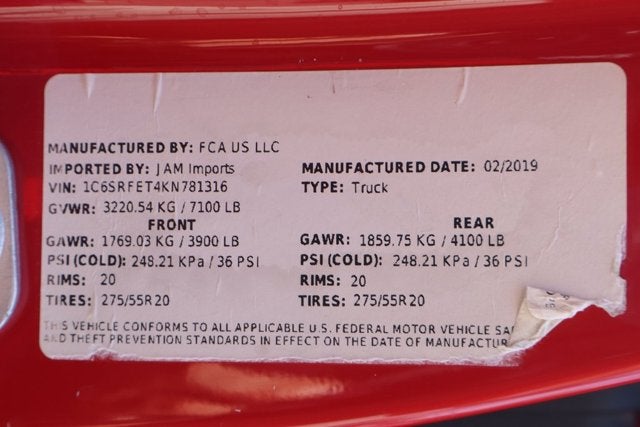 MANUFACTURED BY: FCA US LLC
IMPORTED BY: JAM Imports MANUFACTURED DATE: 02/2019
VIN: 1C6SRFET4KN781316 TYPE: Truck
GVWR: 3220.54 KG / 7100 LB
FRONT REAR
GAWR: 1769.03 KG / 3900 LB GAWR: 1859.75 KG / 4100 LB
PSI (COLD): 248.21 KPa / 36 PSI PSI (COLD): 248.21 KPa / 36 PSI
RIMS: 20 RIMS: 20
TIRES: 275/55R20 TIRES: 275/55R20
THIS VEHICLE CONFORMS TO ALL APPLICABLE U.S. FEDERAL MOTOR VEHICLE SA
AND THEFT PREVENTION STANDARDS IN EFFECT ON THE DATE OF MANUFACTUR